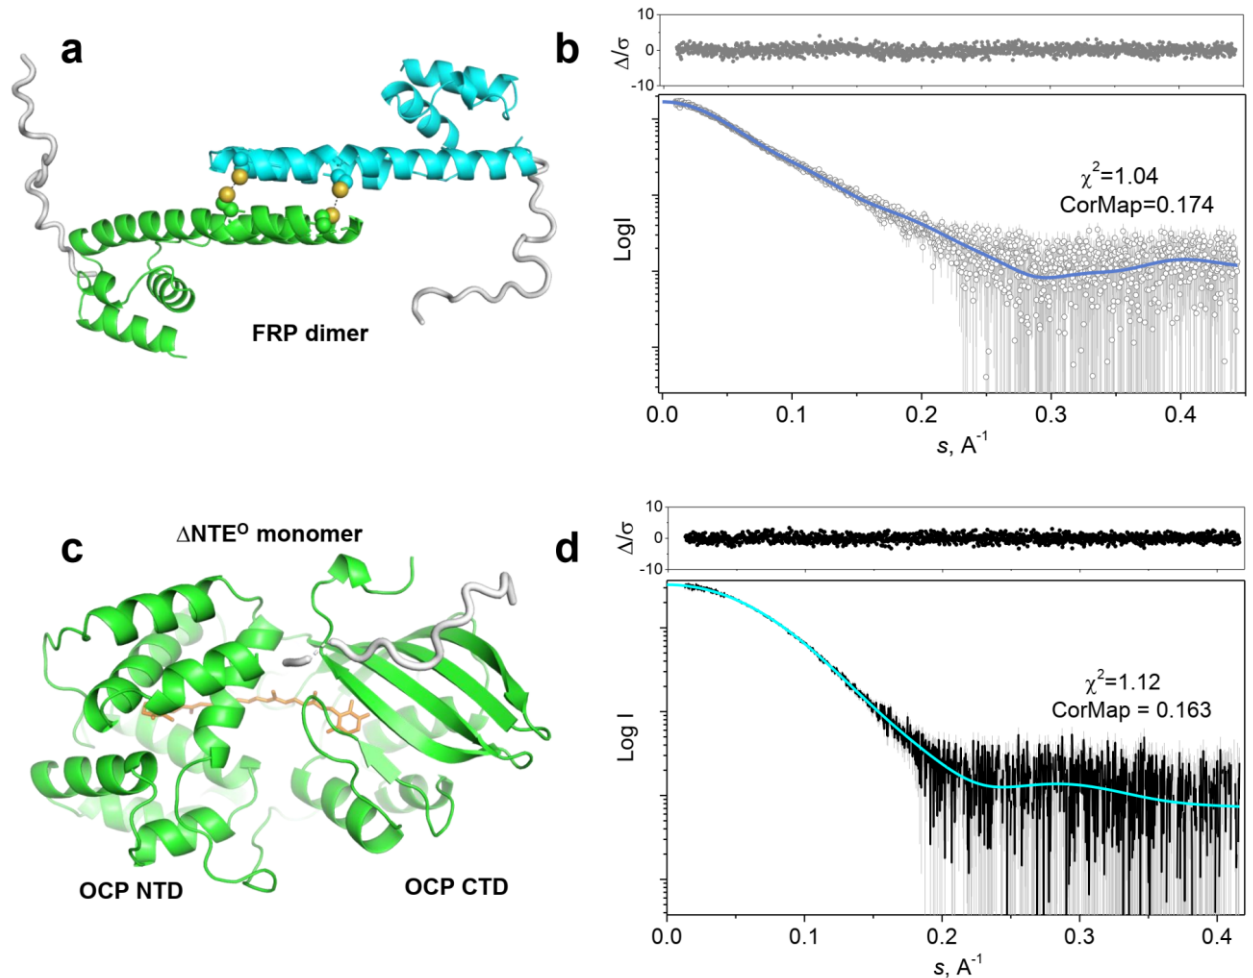 a
FRP dimer
b
Δ/σ
10
0
-10
LogI
χ²=1.04
CorMap=0.174
0.0 0.1 0.2 0.3 0.4
s, A⁻¹
c
ΔNTEᴼ monomer
OCP NTD
OCP CTD
d
Δ/σ
10
0
-10
Log I
χ²=1.12
CorMap = 0.163
0.0 0.1 0.2 0.3 0.4
s, A⁻¹